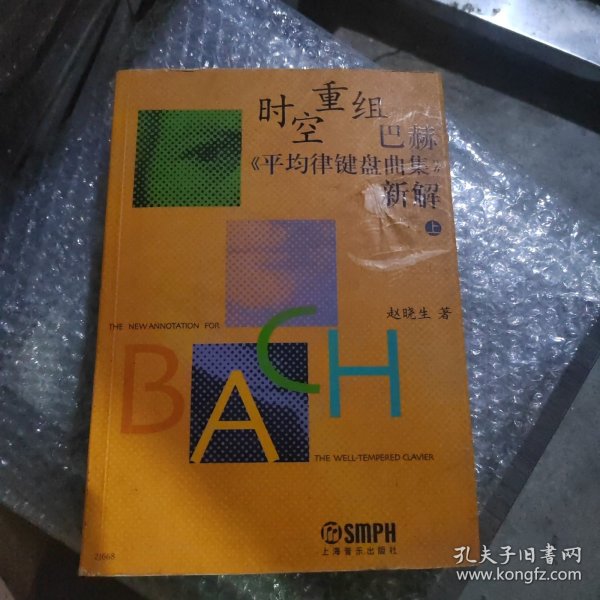 时空重组
巴赫
《平均律键盘曲集》
新解
上
赵晓生 著
THE NEW ANNOTATION FOR
BACH
THE WELL-TEMPERED CLAVIER
SMPH
上海音乐出版社
孔夫子旧书网
www.kongfz.com